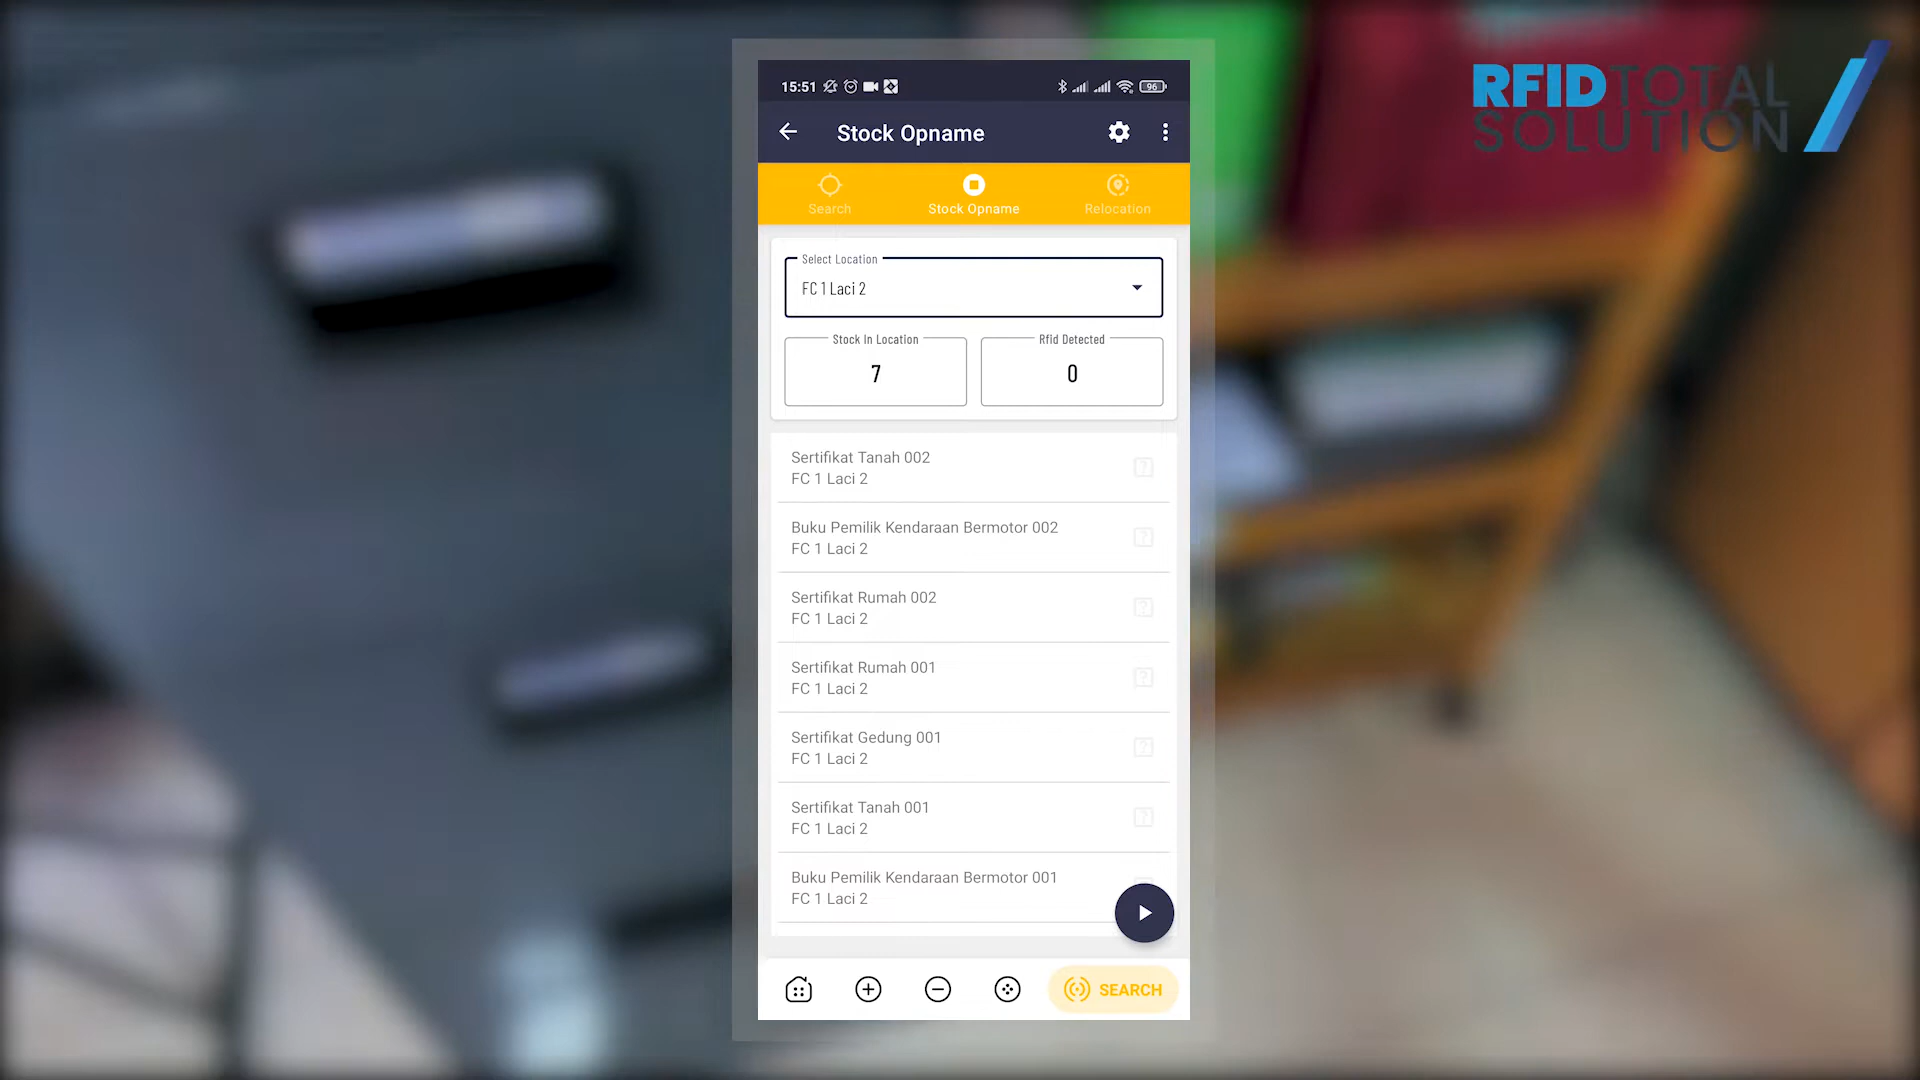 RFID TOTAL
SOLUTION
15:51
96
Stock Opname
Search
Stock Opname
Relocation
Select Location
FC 1 Laci 2
Stock In Location
Rfid Detected
7
0
Sertifikat Tanah 002
FC 1 Laci 2
Buku Pemilik Kendaraan Bermotor 002
FC 1 Laci 2
Sertifikat Rumah 002
FC 1 Laci 2
Sertifikat Rumah 001
FC 1 Laci 2
Sertifikat Gedung 001
FC 1 Laci 2
Sertifikat Tanah 001
FC 1 Laci 2
Buku Pemilik Kendaraan Bermotor 001
FC 1 Laci 2
SEARCH